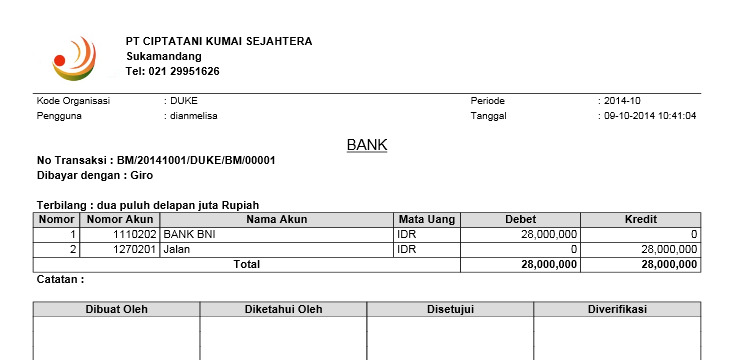 PT CIPTATANI KUMAI SEJAHTERA
Sukamandang
Tel: 021 29951626
Kode Organisasi : DUKE Periode : 2014-10
Pengguna : dianmelisa Tanggal : 09-10-2014 10:41:04
BANK
No Transaksi : BM/20141001/DUKE/BM/00001
Dibayar dengan : Giro
Terbilang : dua puluh delapan juta Rupiah
Nomor Nomor Akun Nama Akun Mata Uang Debet Kredit
1 1110202 BANK BNI IDR 28,000,000 0
2 1270201 Jalan IDR 0 28,000,000
Total 28,000,000 28,000,000
Catatan :
Dibuat Oleh Diketahui Oleh Disetujui Diverifikasi